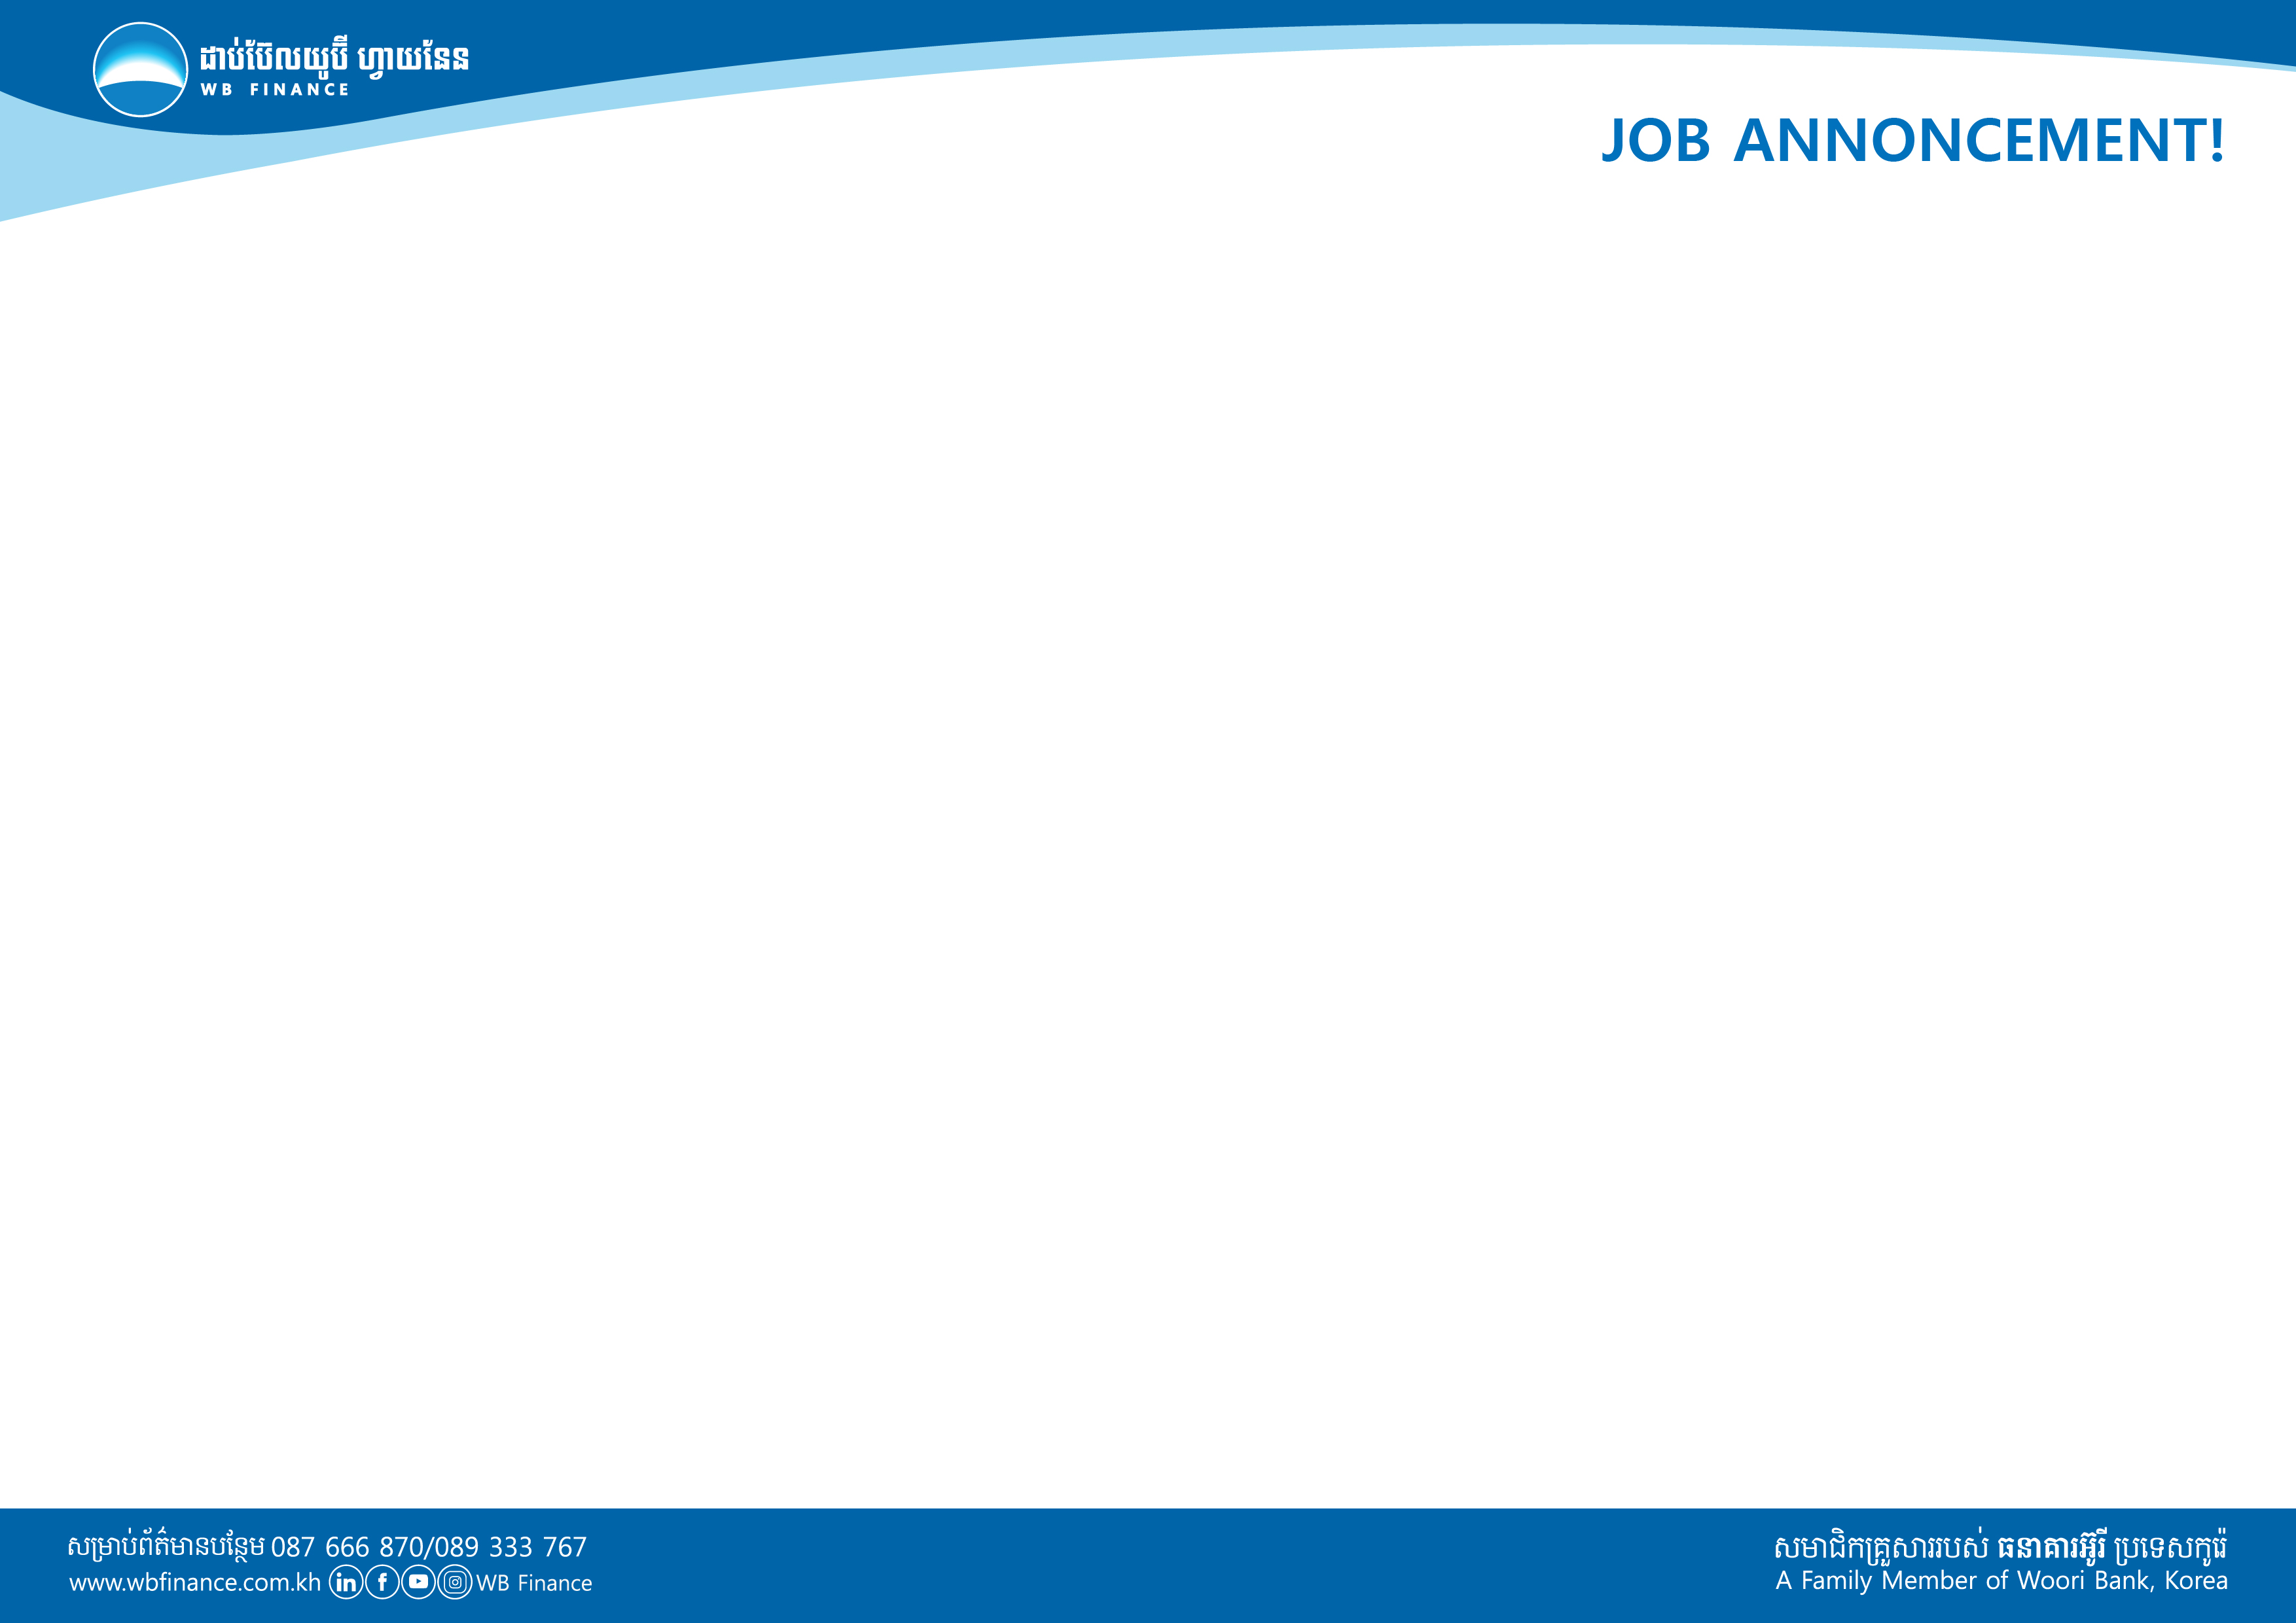 ដាប់ប៊ែលយូប៊ី ហ្វាយនែន
WB FINANCE
JOB ANNONCEMENT!
សម្រាប់ព័ត៌មានបន្ថែម 087 666 870/089 333 767
www.wbfinance.com.kh in f WB Finance
សមាជិកគ្រួសាររបស់ ធនាគារអ៊ូរី ប្រទេសកូរ៉េ
A Family Member of Woori Bank, Korea